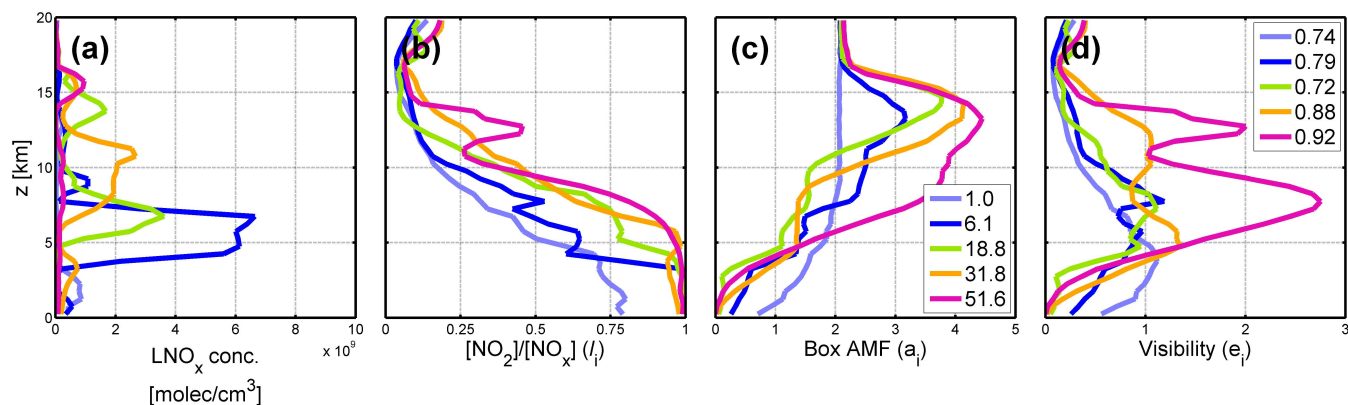 (a)
(b)
(c)
(d)
z [km]
20
15
10
5
0
0 2 4 6 8 10
x 10⁹
LNOₓ conc.
[molec/cm³]
0 0.25 0.5 0.75 1
[NO₂]/[NOₓ] (lᵢ)
0 1 2 3 4 5
Box AMF (aᵢ)
1.0
6.1
18.8
31.8
51.6
0 1 2 3
Visibility (eᵢ)
0.74
0.79
0.72
0.88
0.92